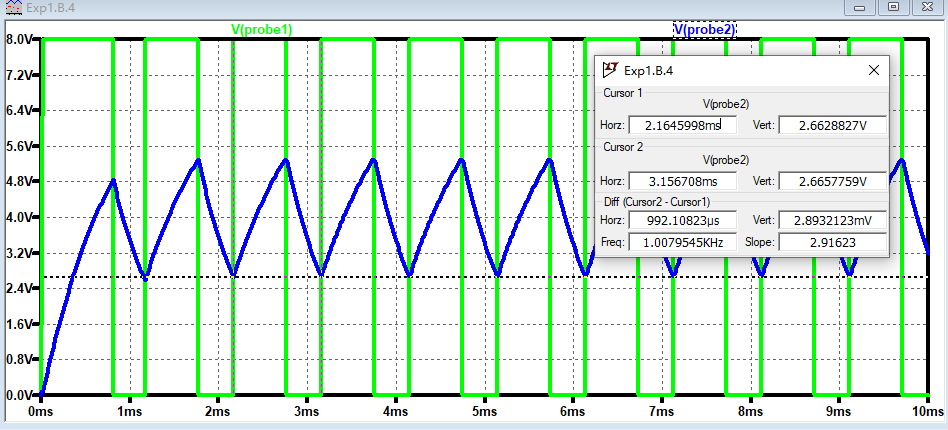 Exp1.B.4
V(probe1) V(probe2)
8.0V
7.2V
6.4V
5.6V
4.8V
4.0V
3.2V
2.4V
1.6V
0.8V
0.0V
0ms 1ms 2ms 3ms 4ms 5ms 6ms 7ms 8ms 9ms 10ms
Exp1.B.4
Cursor 1
V(probe2)
Horz: 2.1645998ms Vert: 2.6628827V
Cursor 2
V(probe2)
Horz: 3.156708ms Vert: 2.6657759V
Diff (Cursor2 - Cursor1)
Horz: 992.10823µs Vert: 2.8932123mV
Freq: 1.0079545KHz Slope: 2.91623